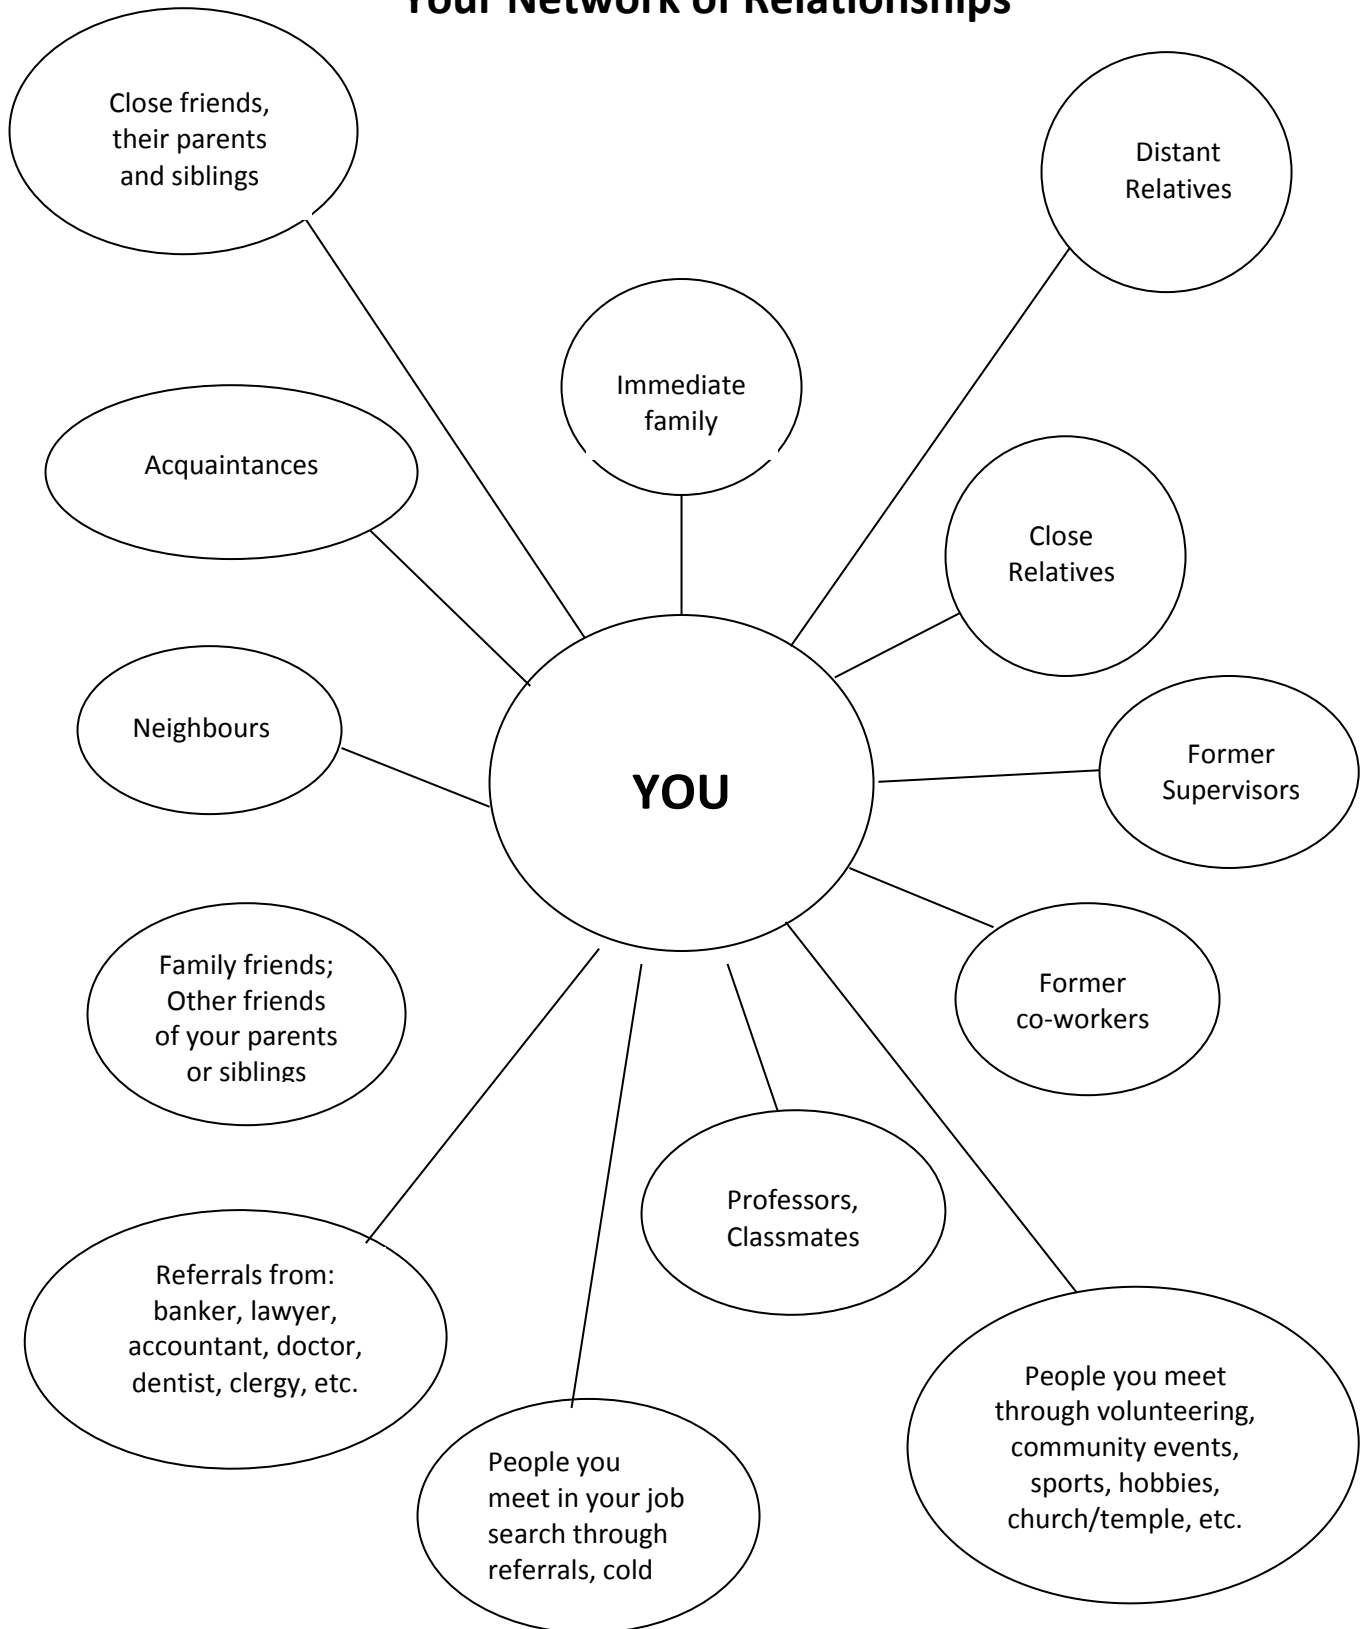 Your Network of Relationships
Close friends,
their parents
and siblings
Distant
Relatives
Immediate
family
Acquaintances
Close
Relatives
Neighbours
Former
Supervisors
YOU
Family friends;
Other friends
of your parents
or siblings
Former
co-workers
Professors,
Classmates
Referrals from:
banker, lawyer,
accountant, doctor,
dentist, clergy, etc.
People you meet
through volunteering,
community events,
sports, hobbies,
church/temple, etc.
People you
meet in your job
search through
referrals, cold